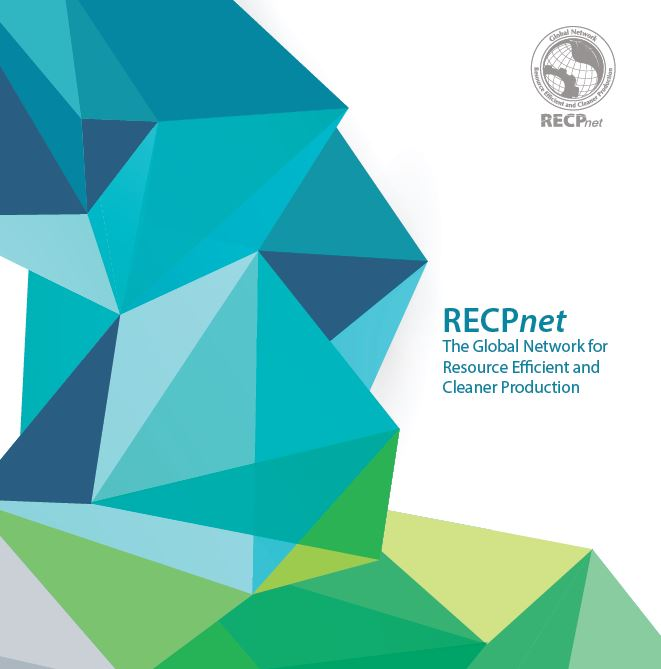 Global Network
Resource Efficient and Cleaner Production
RECPnet
RECPnet
The Global Network for
Resource Efficient and
Cleaner Production